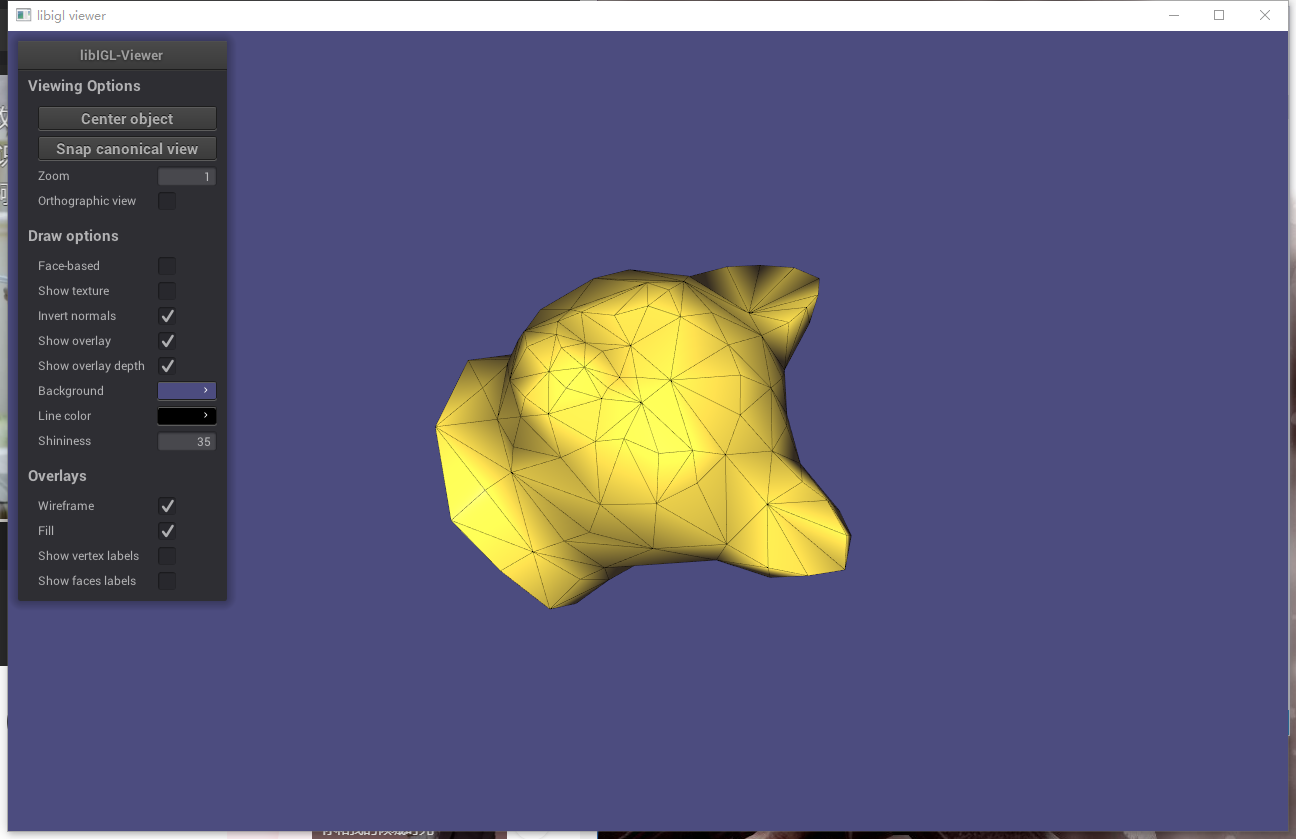 libigl viewer
libIGL-Viewer
Viewing Options
Center object
Snap canonical view
Zoom 1
Orthographic view
Draw options
Face-based
Show texture
Invert normals
Show overlay
Show overlay depth
Background
Line color
Shininess 35
Overlays
Wireframe
Fill
Show vertex labels
Show faces labels